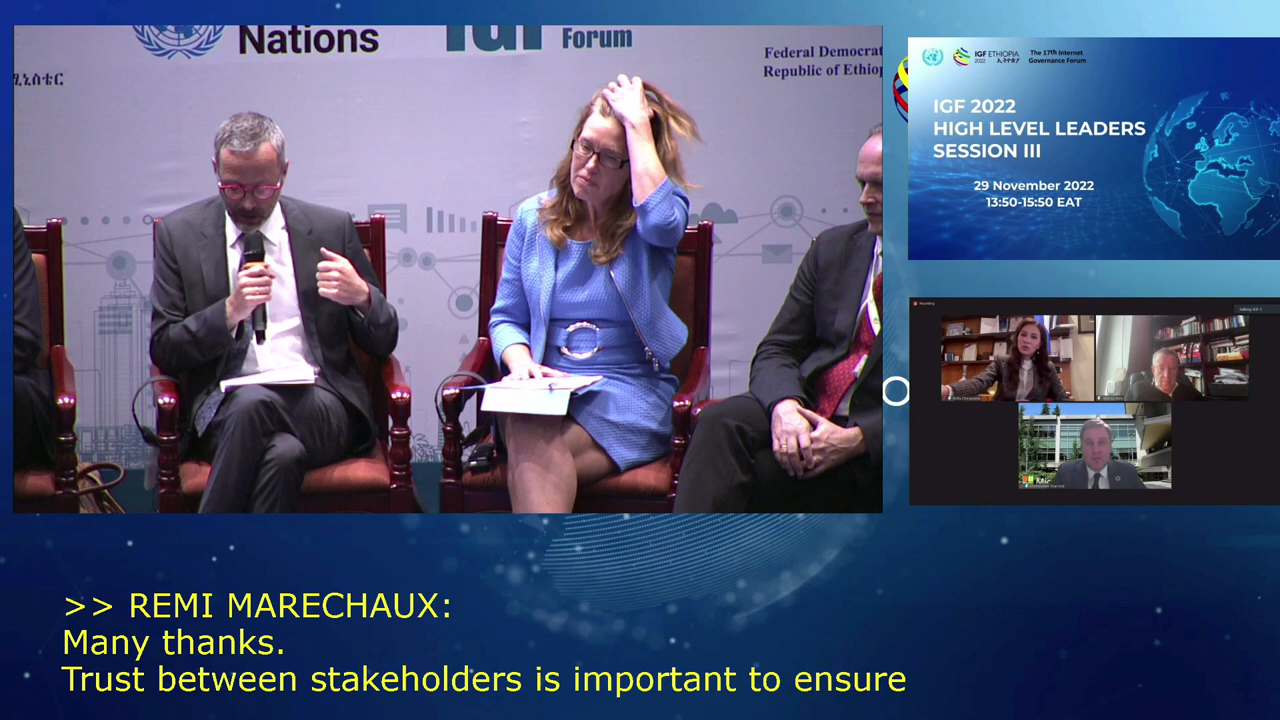 Nations
Forum
Federal Democrat
Republic of Ethiop
ሚኒስቴር
IGF ETHIOPIA
2022 ኢትዮጵያ
The 17th Internet
Governance Forum
IGF 2022
HIGH LEVEL LEADERS
SESSION III
29 November 2022
13:50-15:50 EAT
>> REMI MARECHAUX:
Many thanks.
Trust between stakeholders is important to ensure